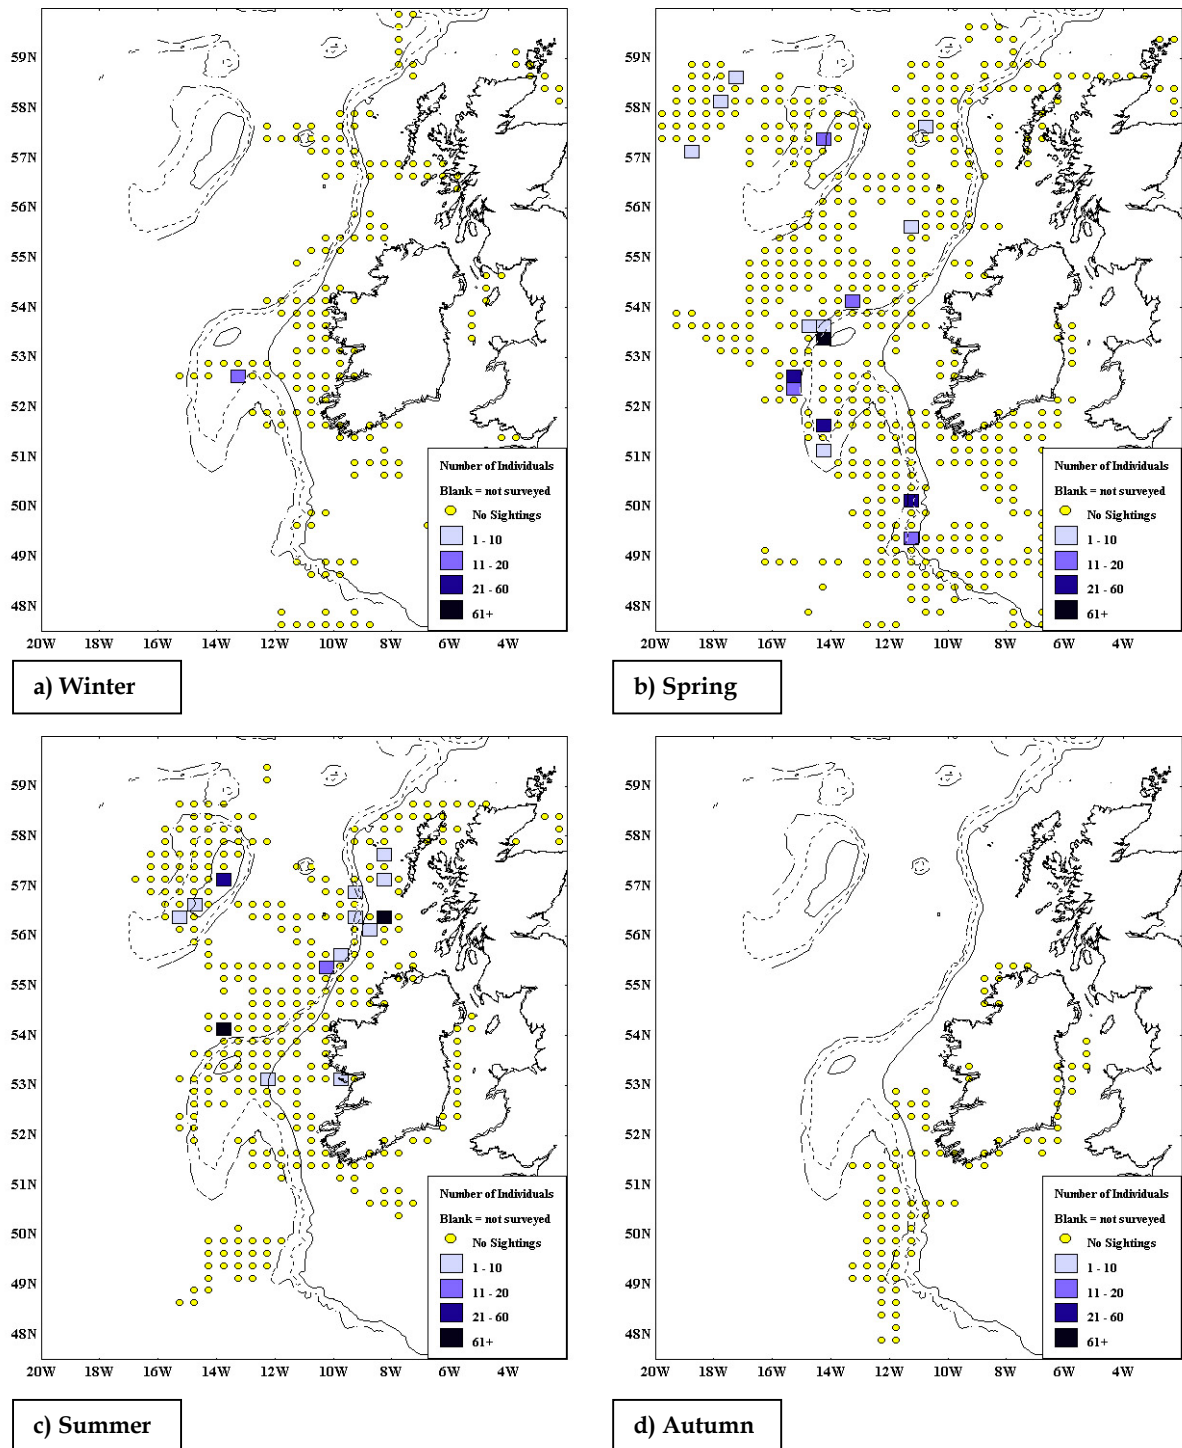 59N
58N
57N
56N
55N
54N
53N
52N
51N
50N
49N
48N
20W 18W 16W 14W 12W 10W 8W 6W 4W
Number of Individuals
Blank = not surveyed
No Sightings
1 - 10
11 - 20
21 - 60
61+
a) Winter
59N
58N
57N
56N
55N
54N
53N
52N
51N
50N
49N
48N
20W 18W 16W 14W 12W 10W 8W 6W 4W
Number of Individuals
Blank = not surveyed
No Sightings
1 - 10
11 - 20
21 - 60
61+
b) Spring
59N
58N
57N
56N
55N
54N
53N
52N
51N
50N
49N
48N
20W 18W 16W 14W 12W 10W 8W 6W 4W
Number of Individuals
Blank = not surveyed
No Sightings
1 - 10
11 - 20
21 - 60
61+
c) Summer
59N
58N
57N
56N
55N
54N
53N
52N
51N
50N
49N
48N
20W 18W 16W 14W 12W 10W 8W 6W 4W
Number of Individuals
Blank = not surveyed
No Sightings
1 - 10
11 - 20
21 - 60
61+
d) Autumn